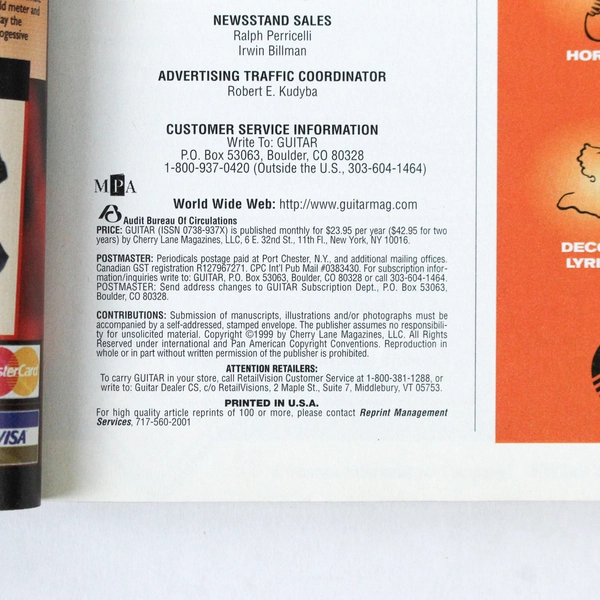 ld meter and
ay the
ogessive
sterCard
VISA
NEWSSTAND SALES
Ralph Perricelli
Irwin Billman
ADVERTISING TRAFFIC COORDINATOR
Robert E. Kudyba
CUSTOMER SERVICE INFORMATION
Write To: GUITAR
P.O. Box 53063, Boulder, CO 80328
1-800-937-0420 (Outside the U.S., 303-604-1464)
MPA
World Wide Web: http://www.guitarmag.com
Audit Bureau Of Circulations
PRICE: GUITAR (ISSN 0738-937X) is published monthly for $23.95 per year ($42.95 for two
years) by Cherry Lane Magazines, LLC, 6 E. 32nd St., 11th Fl., New York, NY 10016.
POSTMASTER: Periodicals postage paid at Port Chester, N.Y., and additional mailing offices.
Canadian GST registration R127967271. CPC Int'l Pub Mail #0383430. For subscription infor-
mation/inquiries write to: GUITAR, P.O. Box 53063, Boulder, CO 80328 or call 303-604-1464.
POSTMASTER: Send address changes to GUITAR Subscription Dept., P.O. Box 53063,
Boulder, CO 80328.
CONTRIBUTIONS: Submission of manuscripts, illustrations and/or photographs must be
accompanied by a self-addressed, stamped envelope. The publisher assumes no responsibili-
ty for unsolicited material. Copyright ©1999 by Cherry Lane Magazines, LLC. All Rights
Reserved under international and Pan American Copyright Conventions. Reproduction in
whole or in part without written permission of the publisher is prohibited.
ATTENTION RETAILERS:
To carry GUITAR in your store, call RetailVision Customer Service at 1-800-381-1288, or
write to: Guitar Dealer CS, c/o RetailVisions, 2 Maple St., Suite 7, Middlebury, VT 05753.
PRINTED IN U.S.A.
For high quality article reprints of 100 or more, please contact Reprint Management
Services, 717-560-2001
HOR
DECO
LYRI